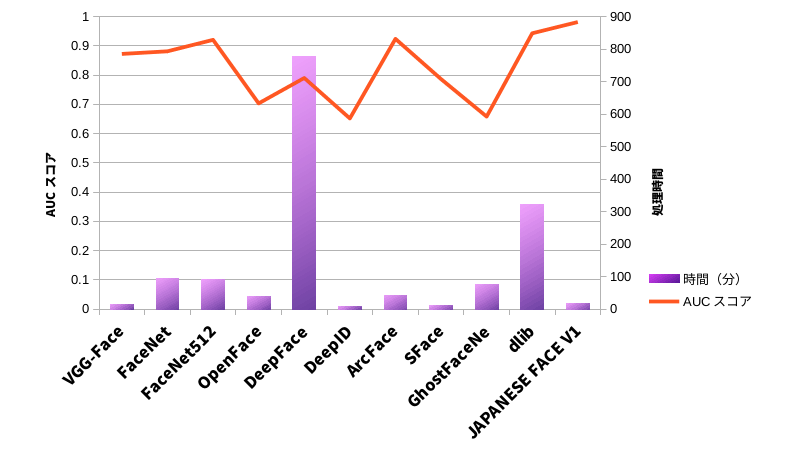 1
0.9
0.8
0.7
0.6
0.5
0.4
0.3
0.2
0.1
0
AUC スコア
900
800
700
600
500
400
300
200
100
0
処理時間
VGG-Face
FaceNet
FaceNet512
OpenFace
DeepFace
DeepID
ArcFace
SFace
GhostFaceNe
dlib
JAPANESE FACE V1
時間（分）
AUC スコア